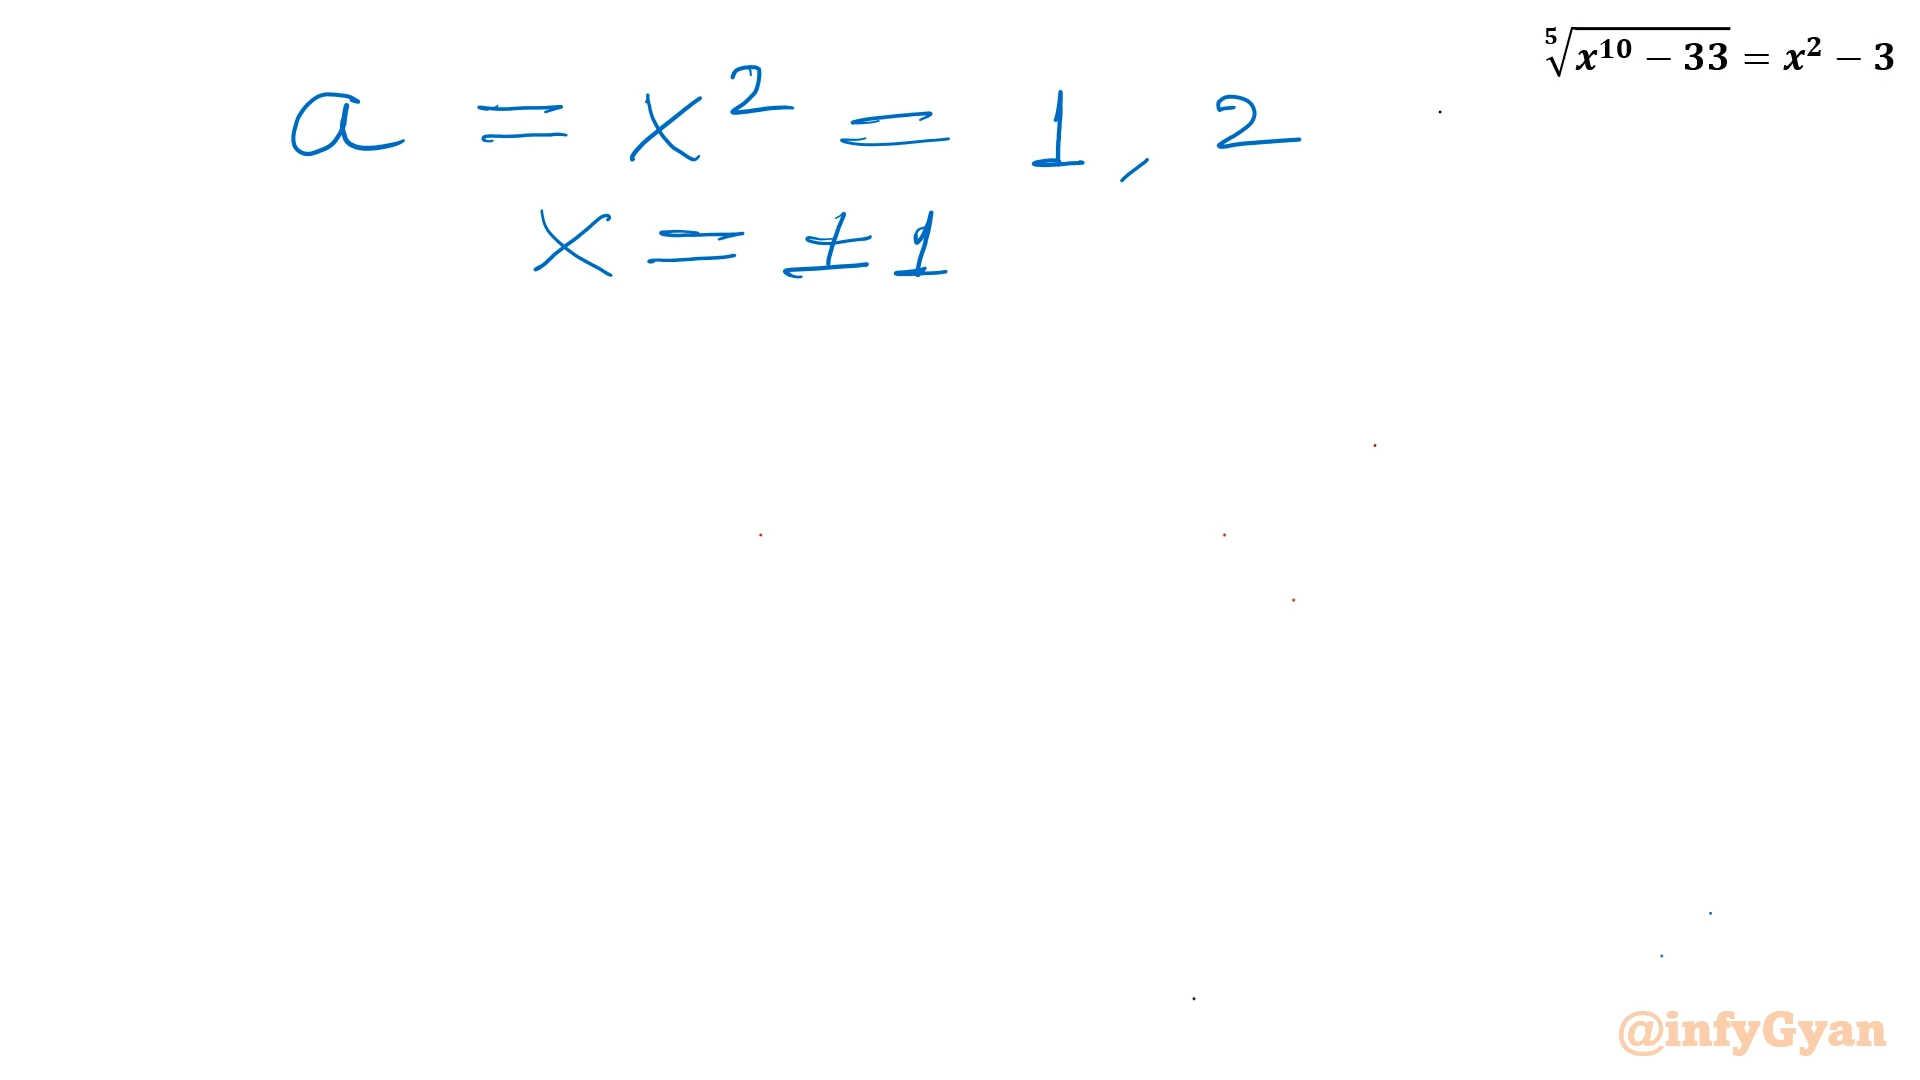 ⁵√(x¹⁰ − 33) = x² − 3
a = x² = 1, 2
x = ±1
@infyGyan